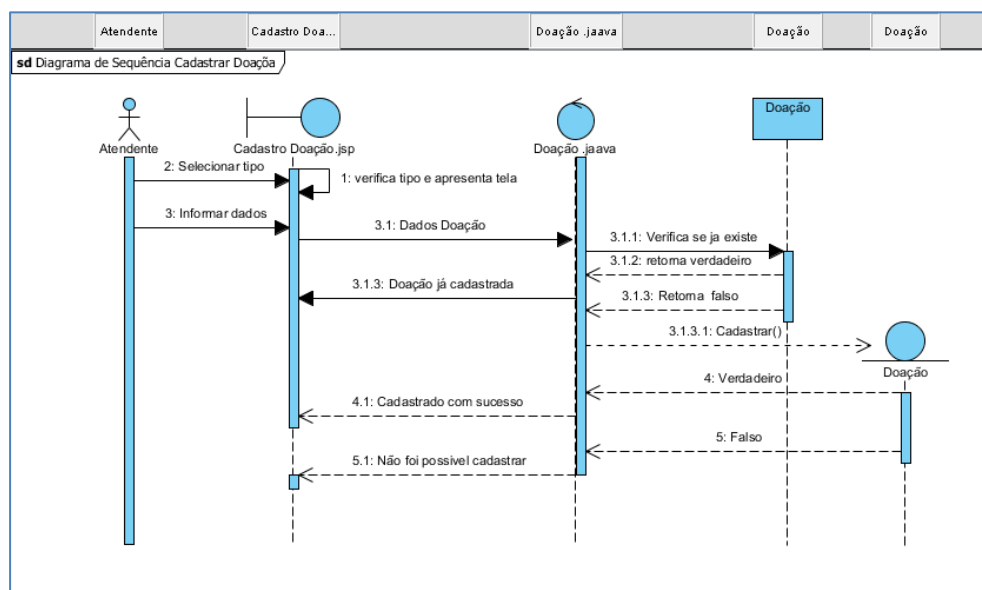 Atendente
Cadastro Doa...
Doação .jaava
Doação
Doação
sd Diagrama de Sequência Cadastrar Doaçõa
Doação
Atendente
Cadastro Doação.jsp
Doação .jaava
2: Selecionar tipo
1: verifica tipo e apresenta tela
3: Informar dados
3.1: Dados Doação
3.1.1: Verifica se ja existe
3.1.2: retorna verdadeiro
3.1.3: Doação já cadastrada
3.1.3: Retorna falso
3.1.3.1: Cadastrar()
Doação
4: Verdadeiro
4.1: Cadastrado com sucesso
5: Falso
5.1: Não foi possivel cadastrar